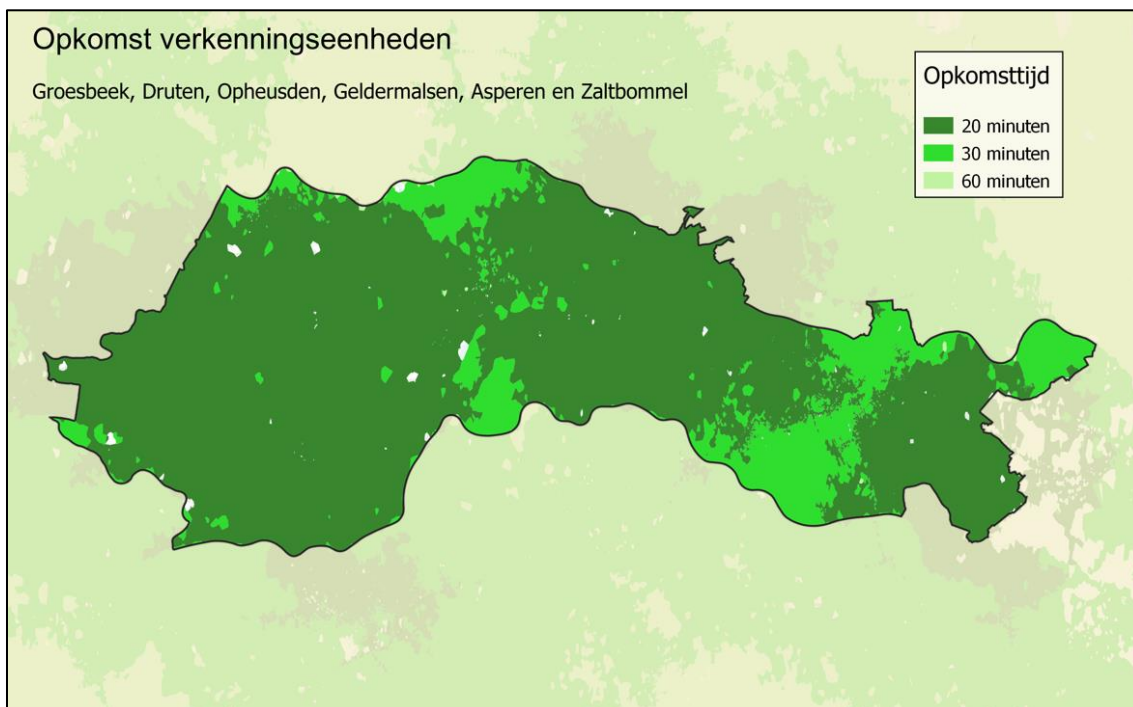 Opkomst verkenningseenheden
Groesbeek, Druten, Opheusden, Geldermalsen, Asperen en Zaltbommel
Opkomsttijd
20 minuten
30 minuten
60 minuten